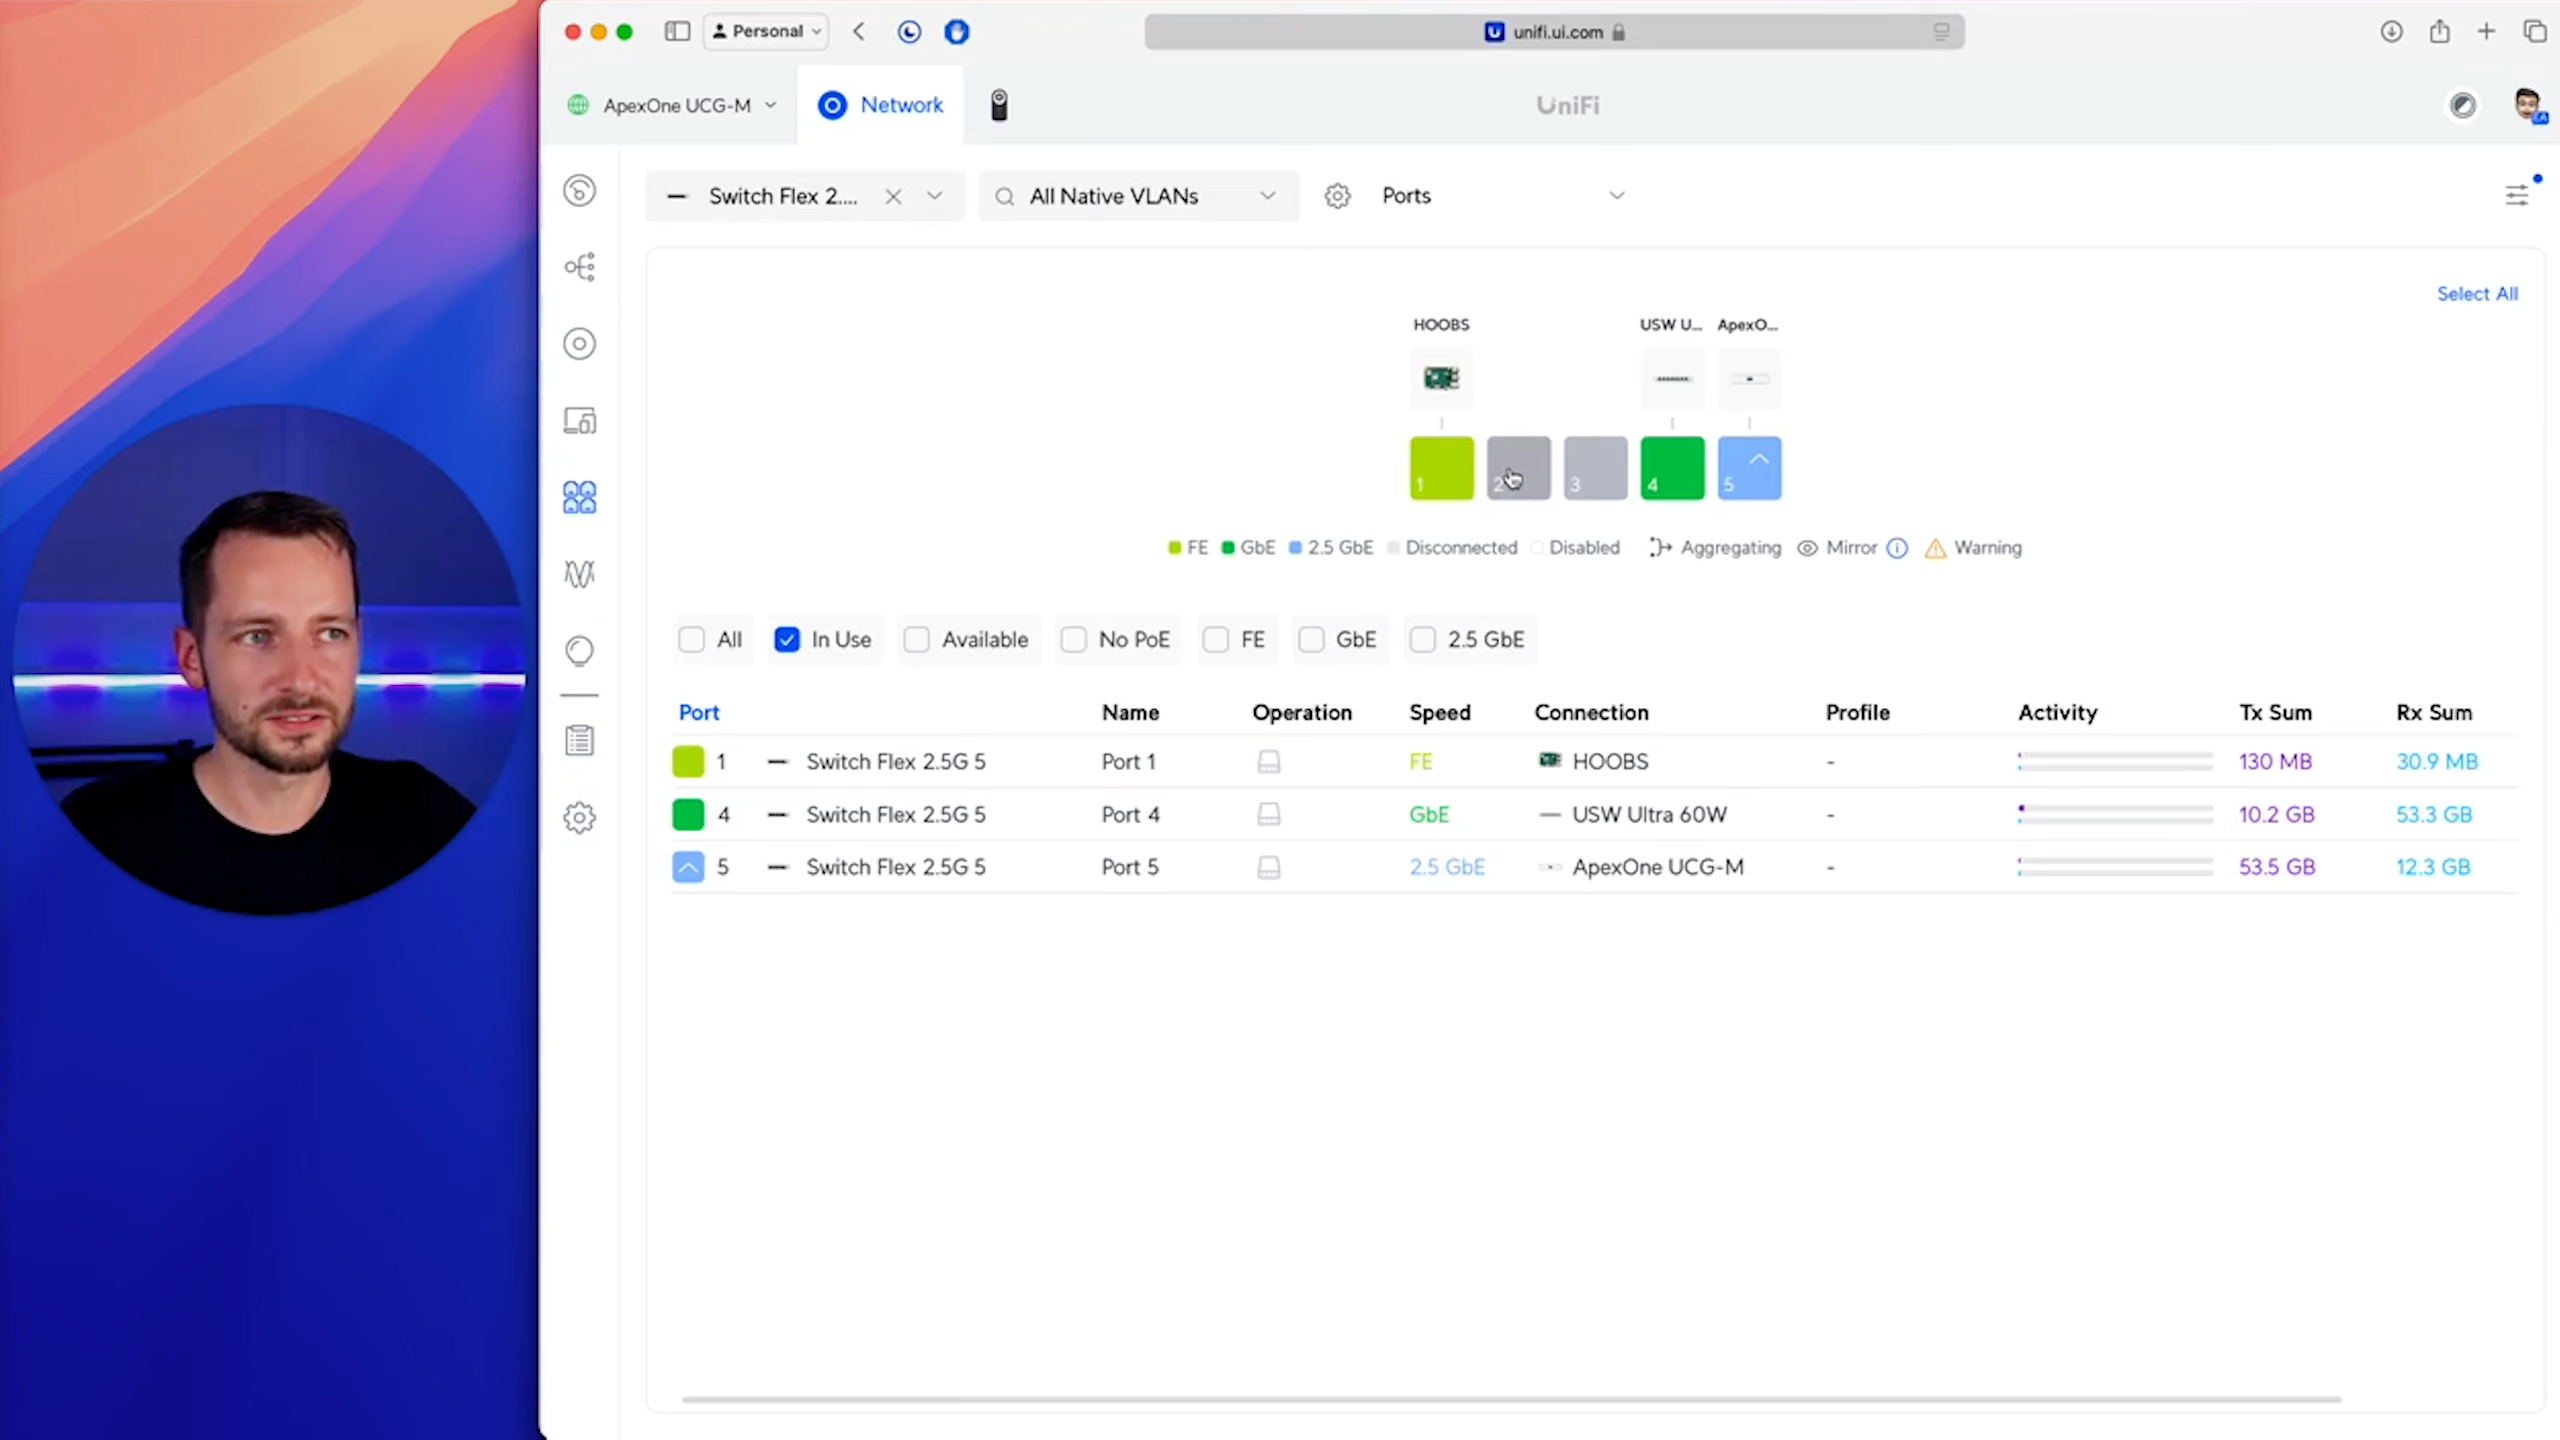 Personal
unifi.ui.com
ApexOne UCG-M
Network
UniFi
Switch Flex 2....
All Native VLANs
Ports
Select All
HOOBS
USW U...
ApexO...
1
2
3
4
5
FE
GbE
2.5 GbE
Disconnected
Disabled
Aggregating
Mirror
Warning
All
In Use
Available
No PoE
FE
GbE
2.5 GbE
Port Name Operation Speed Connection Profile Activity Tx Sum Rx Sum
1 Switch Flex 2.5G 5 Port 1 FE HOOBS - 130 MB 30.9 MB
4 Switch Flex 2.5G 5 Port 4 GbE USW Ultra 60W - 10.2 GB 53.3 GB
5 Switch Flex 2.5G 5 Port 5 2.5 GbE ApexOne UCG-M - 53.5 GB 12.3 GB